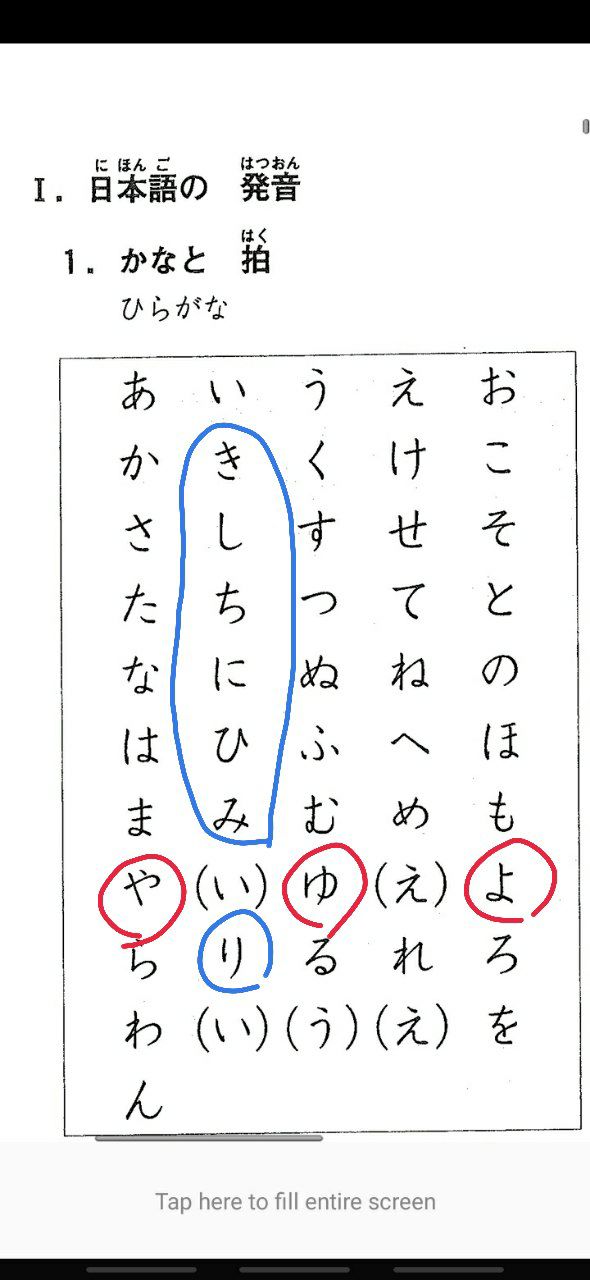 I. 日本語の 発音
にほんご はつおん
1. かなと 拍
はく
ひらがな
あ い う え お
か き く け こ
さ し す せ そ
た ち つ て と
な に ぬ ね の
は ひ ふ へ ほ
ま み む め も
や (い) ゆ (え) よ
ら り る れ ろ
わ (い) (う) (え) を
ん
Tap here to fill entire screen